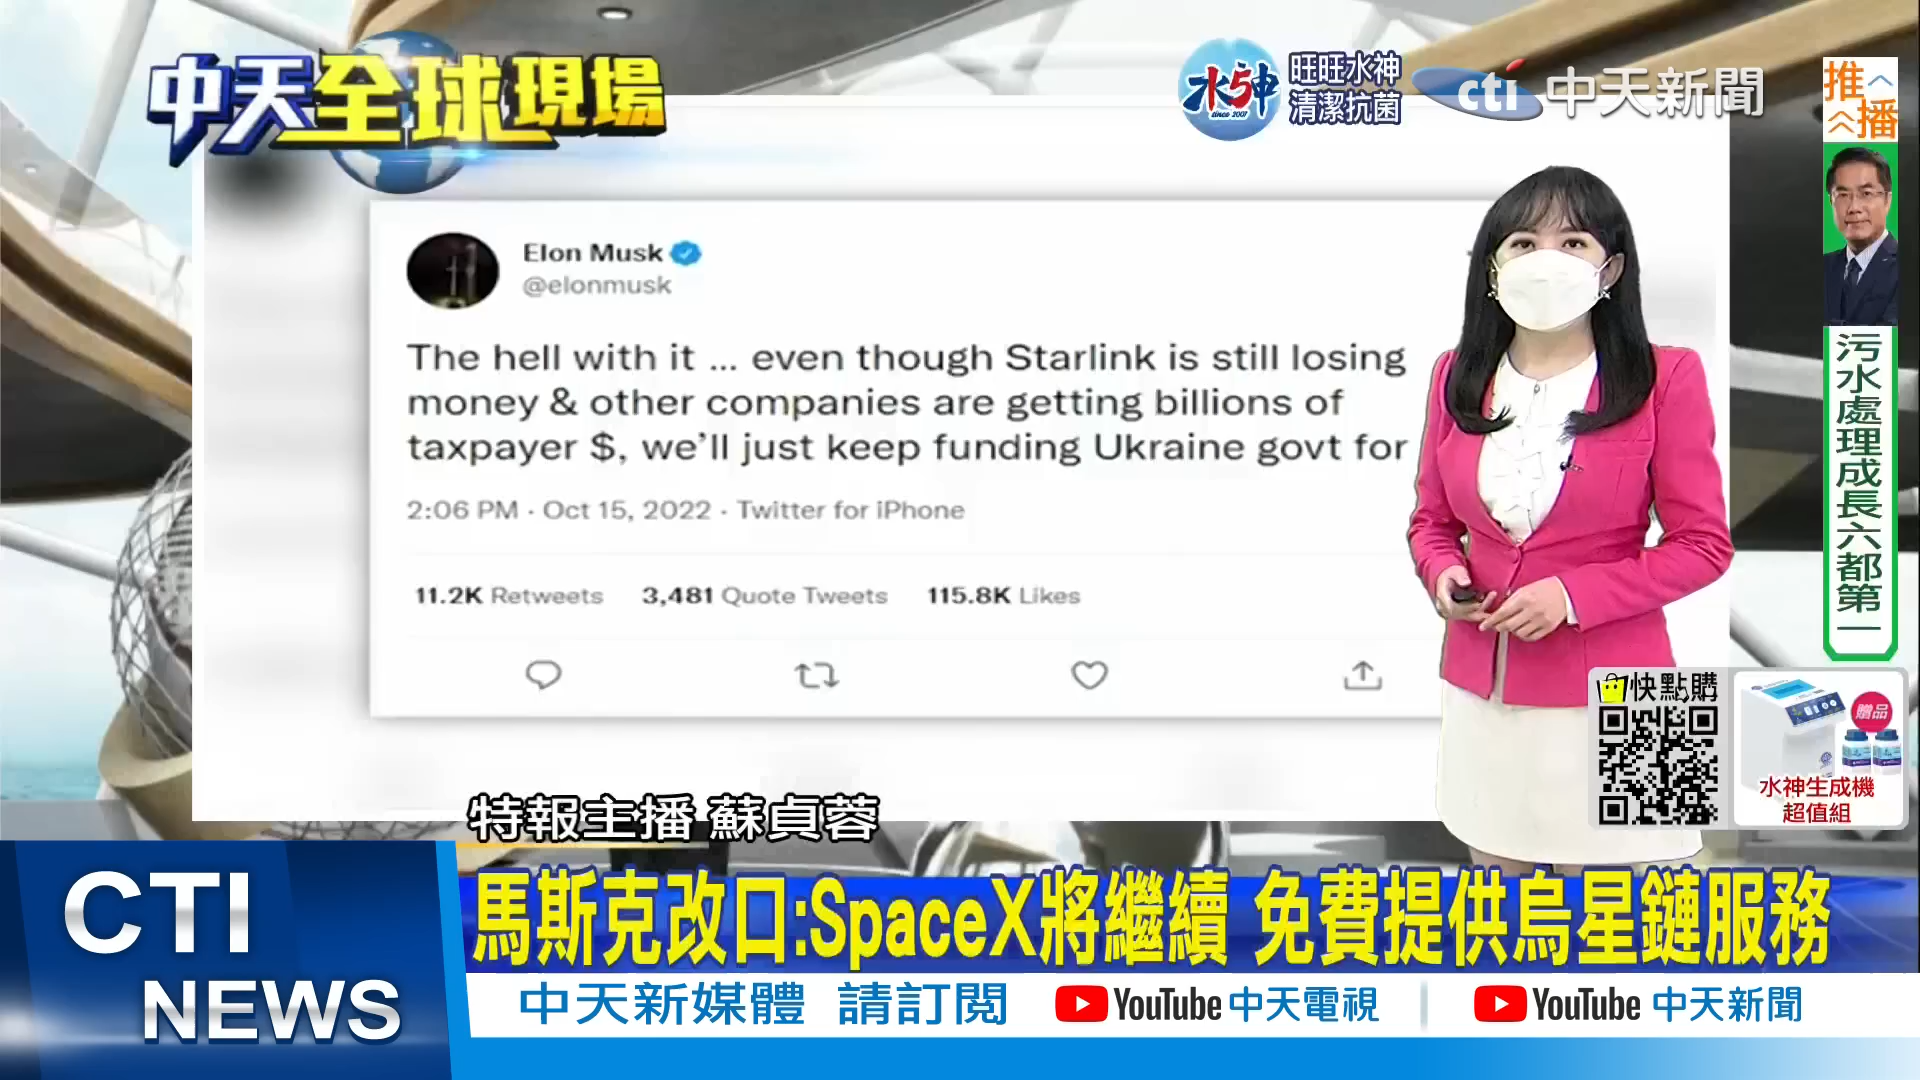 中天全球現場
水神
since 2007
旺旺水神
清潔抗菌
cti 中天新聞
推播
Elon Musk
@elonmusk
The hell with it ... even though Starlink is still losing
money & other companies are getting billions of
taxpayer $, we'll just keep funding Ukraine govt for
2:06 PM · Oct 15, 2022 · Twitter for iPhone
11.2K Retweets 3,481 Quote Tweets 115.8K Likes
污水處理成長六都第一
快點購
贈品
水神生成機
超值組
特報主播 蘇貞蓉
CTI
NEWS
馬斯克改口:SpaceX將繼續 免費提供烏星鏈服務
中天新媒體 請訂閱 YouTube 中天電視 YouTube 中天新聞